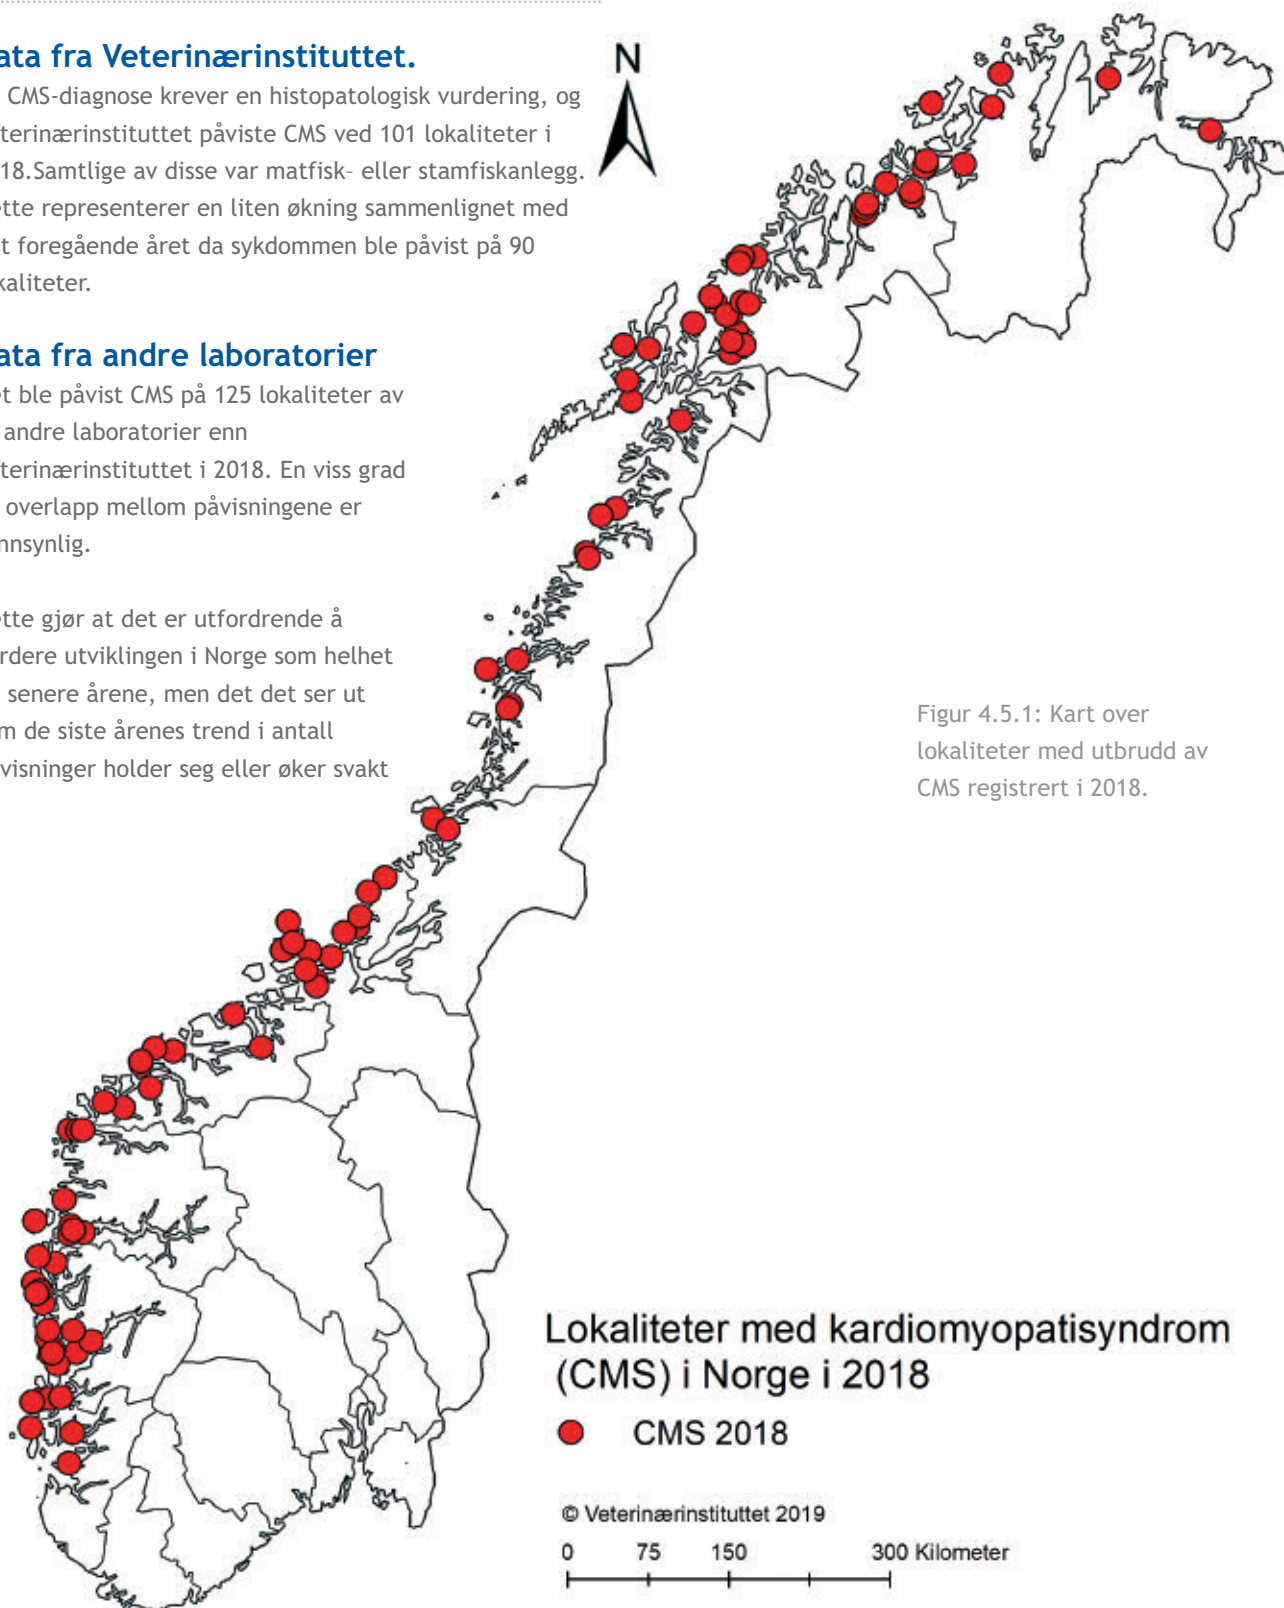 ata fra Veterinærinstituttet.
CMS-diagnose krever en histopatologisk vurdering, og
terinærinstituttet påviste CMS ved 101 lokaliteter i
18.Samtlige av disse var matfisk- eller stamfiskanlegg.
ette representerer en liten økning sammenlignet med
t foregående året da sykdommen ble påvist på 90
kaliteter.
ata fra andre laboratorier
et ble påvist CMS på 125 lokaliteter av
andre laboratorier enn
terinærinstituttet i 2018. En viss grad
overlapp mellom påvisningene er
nnsynlig.
ette gjør at det er utfordrende å
rdere utviklingen i Norge som helhet
senere årene, men det det ser ut
m de siste årenes trend i antall
visninger holder seg eller øker svakt
N
Figur 4.5.1: Kart over
lokaliteter med utbrudd av
CMS registrert i 2018.
Lokaliteter med kardiomyopatisyndrom
(CMS) i Norge i 2018
CMS 2018
© Veterinærinstituttet 2019
0 75 150 300 Kilometer